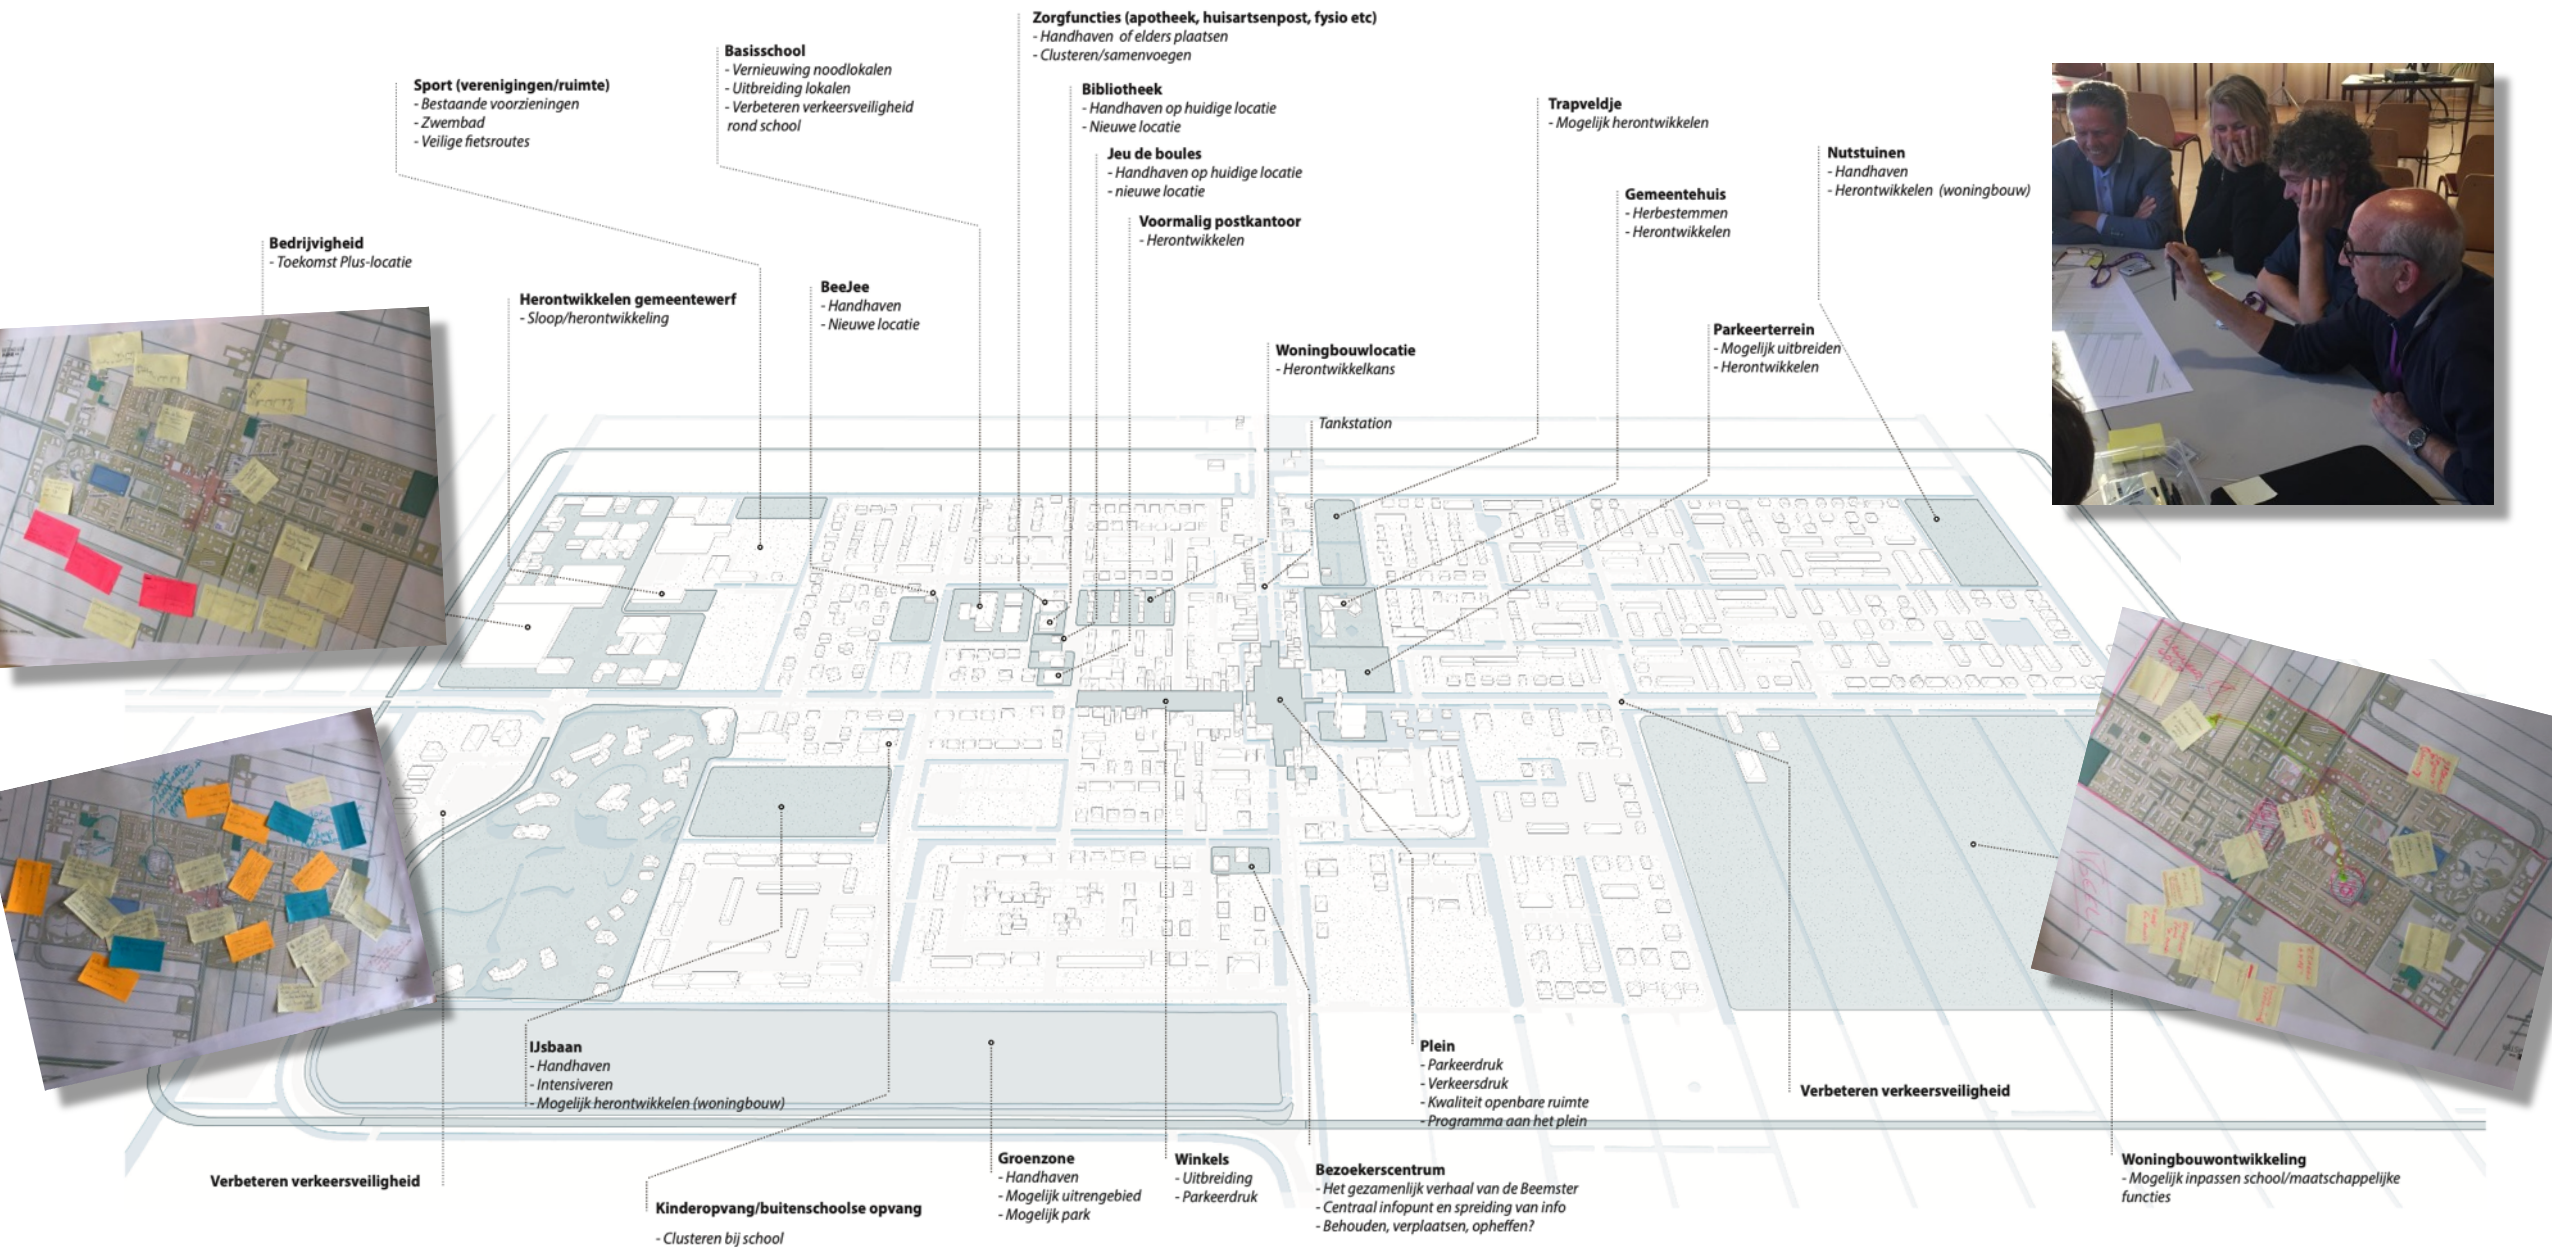 Zorgfuncties (apotheek, huisartsenpost, fysio etc)
- Handhaven of elders plaatsen
- Clusteren/samenvoegen
Basisschool
- Vernieuwing noodlokalen
- Uitbreiding lokalen
- Verbeteren verkeersveiligheid
rond school
Sport (verenigingen/ruimte)
- Bestaande voorzieningen
- Zwembad
- Veilige fietsroutes
Bibliotheek
- Handhaven op huidige locatie
- Nieuwe locatie
Trapveldje
- Mogelijk herontwikkelen
Jeu de boules
- Handhaven op huidige locatie
- nieuwe locatie
Nutstuinen
- Handhaven
- Herontwikkelen (woningbouw)
Gemeentehuis
- Herbestemmen
- Herontwikkelen
Voormalig postkantoor
- Herontwikkelen
Bedrijvigheid
- Toekomst Plus-locatie
BeeJee
- Handhaven
- Nieuwe locatie
Herontwikkelen gemeentewerf
- Sloop/herontwikkeling
Parkeerterrein
- Mogelijk uitbreiden
- Herontwikkelen
Woningbouwlocatie
- Herontwikkelkans
Tankstation
IJsbaan
- Handhaven
- Intensiveren
- Mogelijk herontwikkelen (woningbouw)
Plein
- Parkeerdruk
- Verkeersdruk
- Kwaliteit openbare ruimte
- Programma aan het plein
Verbeteren verkeersveiligheid
Groenzone
- Handhaven
- Mogelijk uitrengebied
- Mogelijk park
Winkels
- Uitbreiding
- Parkeerdruk
Bezoekerscentrum
- Het gezamenlijk verhaal van de Beemster
- Centraal infopunt en spreiding van info
- Behouden, verplaatsen, opheffen?
Woningbouwontwikkeling
- Mogelijk inpassen school/maatschappelijke
functies
Verbeteren verkeersveiligheid
Kinderopvang/buitenschoolse opvang
- Clusteren bij school